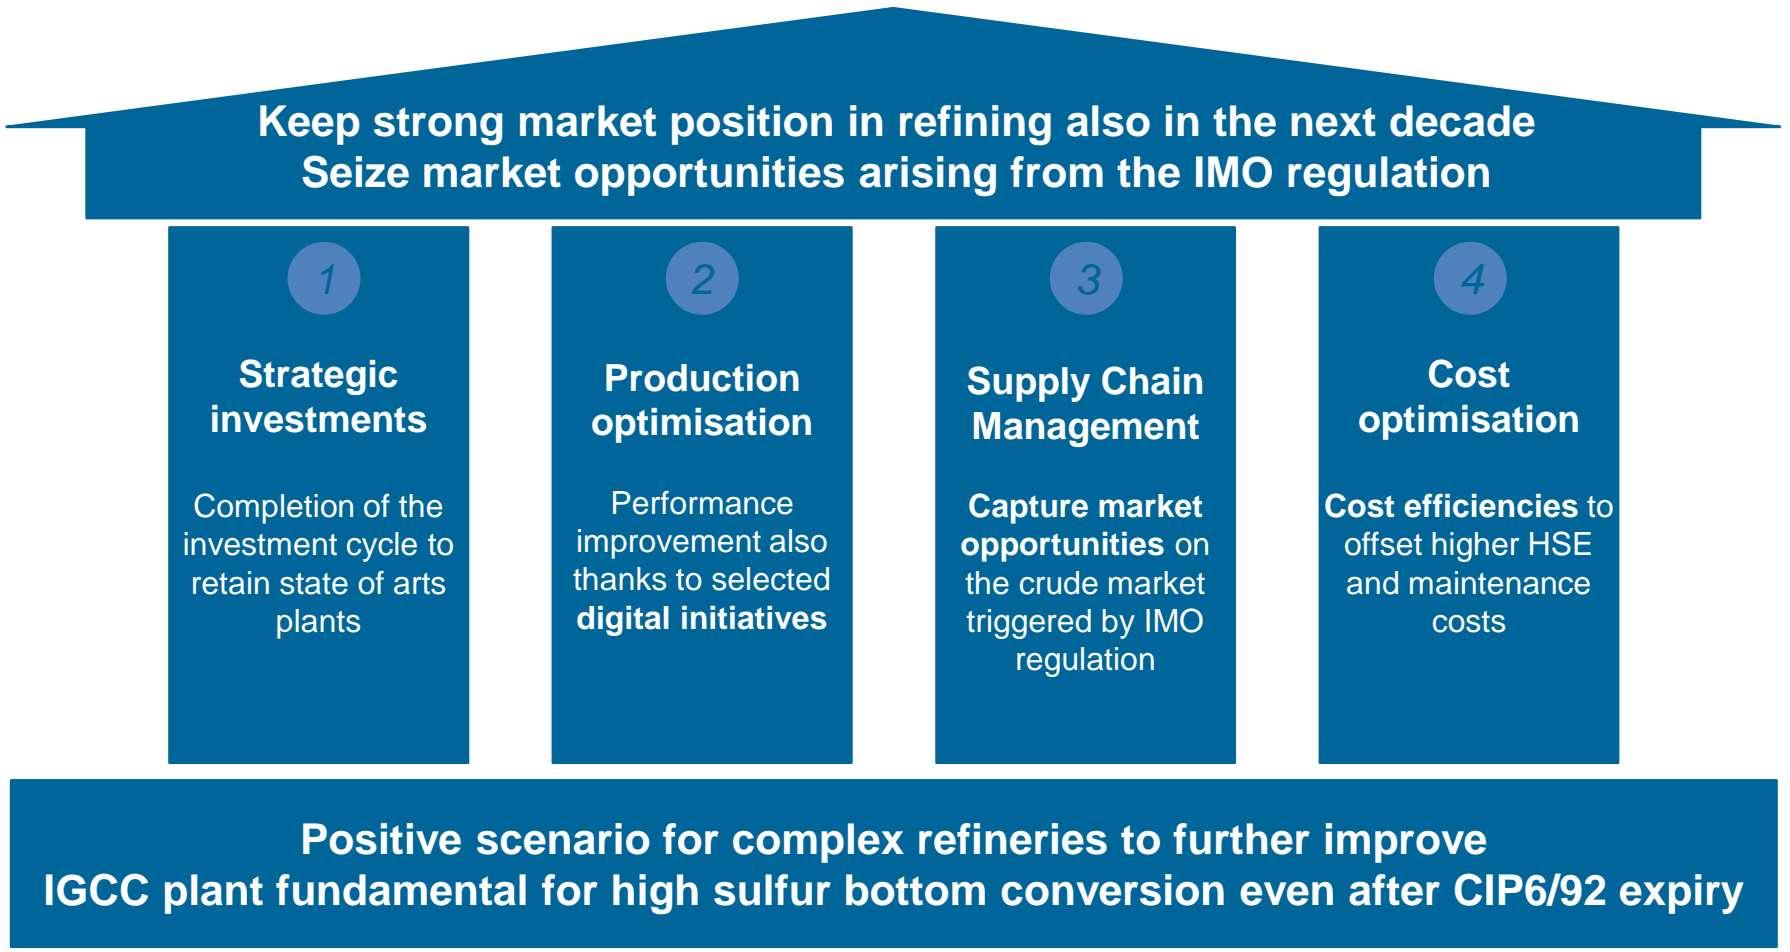 Keep strong market position in refining also in the next decade
Seize market opportunities arising from the IMO regulation
1
Strategic
investments
Completion of the
investment cycle to
retain state of arts
plants
2
Production
optimisation
Performance
improvement also
thanks to selected
digital initiatives
3
Supply Chain
Management
Capture market
opportunities on
the crude market
triggered by IMO
regulation
4
Cost
optimisation
Cost efficiencies to
offset higher HSE
and maintenance
costs
Positive scenario for complex refineries to further improve
IGCC plant fundamental for high sulfur bottom conversion even after CIP6/92 expiry